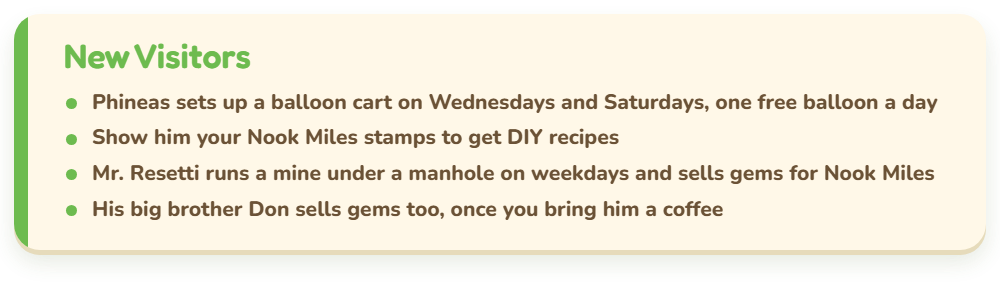 New Visitors
Phineas sets up a balloon cart on Wednesdays and Saturdays, one free balloon a day
Show him your Nook Miles stamps to get DIY recipes
Mr. Resetti runs a mine under a manhole on weekdays and sells gems for Nook Miles
His big brother Don sells gems too, once you bring him a coffee